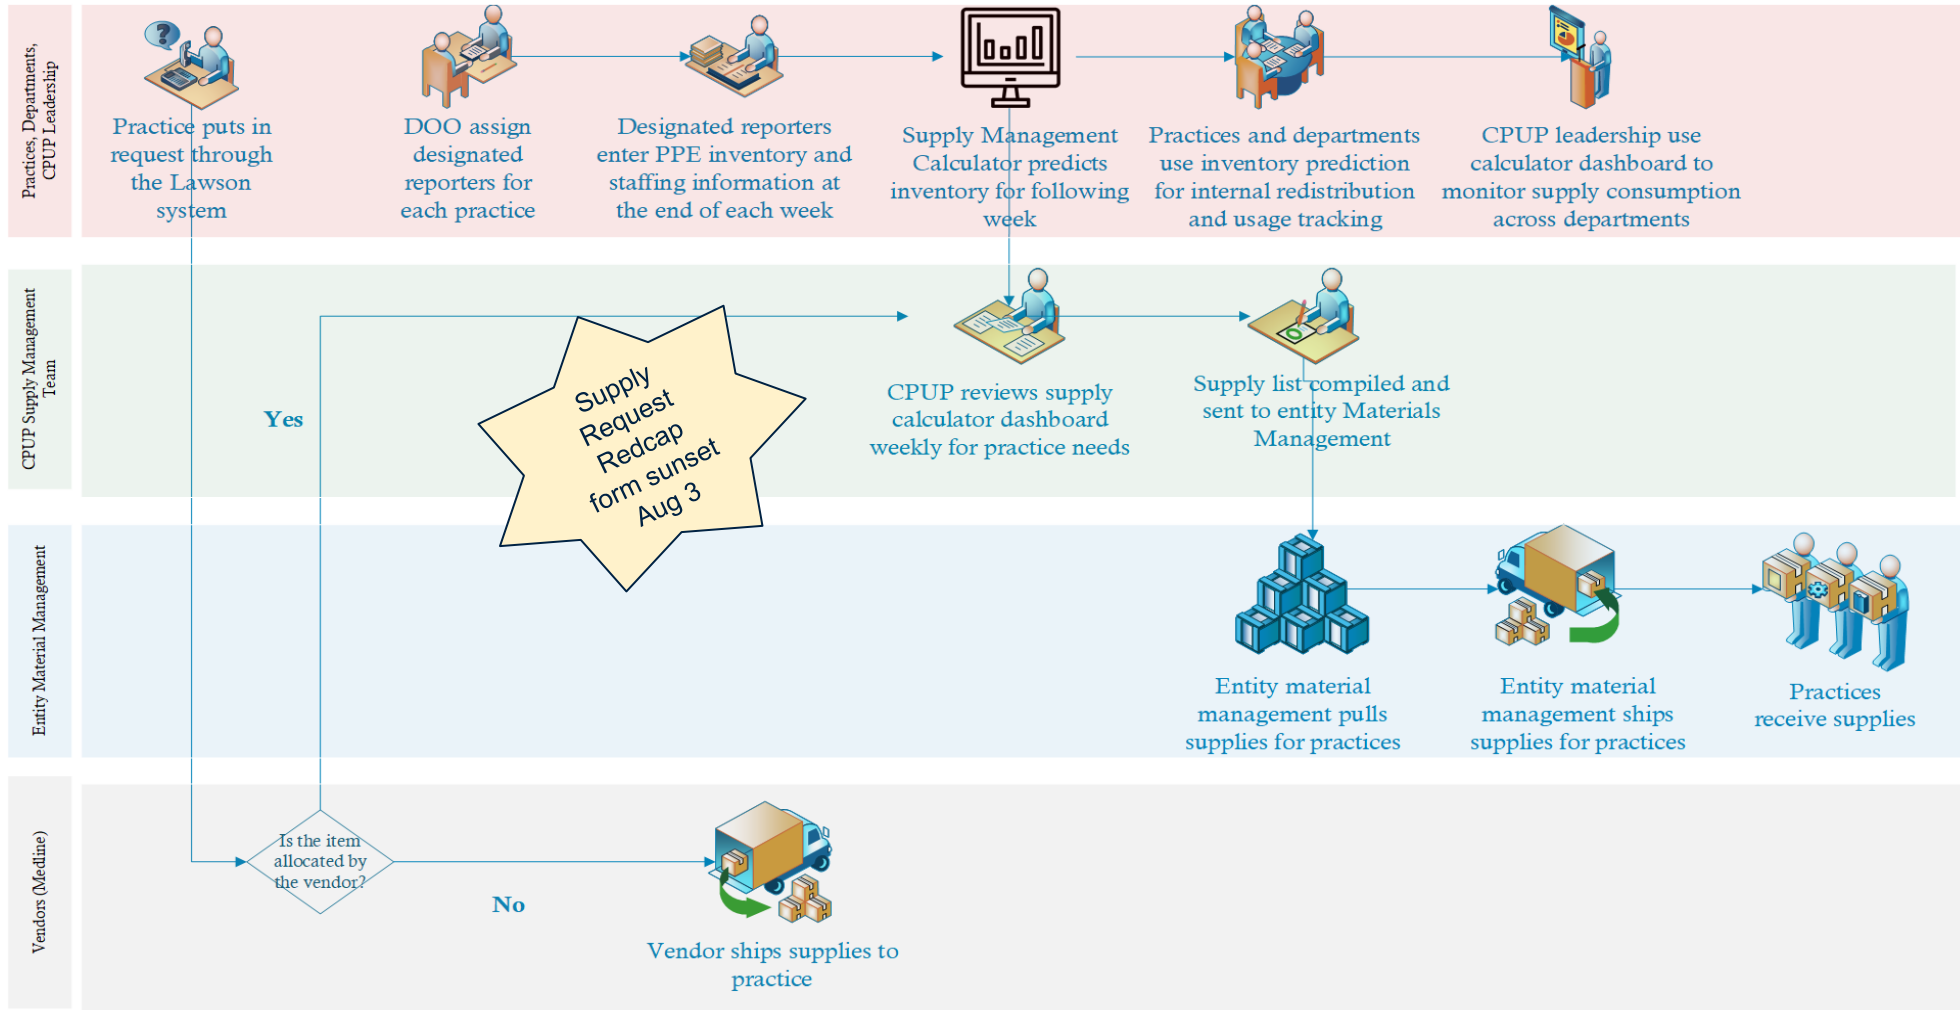 Practices, Departments,
CPUP Leadership
?
Practice puts in
request through
the Lawson
system
DOO assign
designated
reporters for
each practice
Designated reporters
enter PPE inventory and
staffing information at
the end of each week
Supply Management
Calculator predicts
inventory for following
week
Practices and departments
use inventory prediction
for internal redistribution
and usage tracking
CPUP leadership use
calculator dashboard to
monitor supply consumption
across departments
CPUP Supply Management
Team
Yes
Supply
Request
Redcap
form sunset
Aug 3
CPUP reviews supply
calculator dashboard
weekly for practice needs
Supply list compiled and
sent to entity Materials
Management
Entity Material Management
Entity material
management pulls
supplies for practices
Entity material
management ships
supplies for practices
Practices
receive supplies
Vendors (Medline)
Is the item
allocated by
the vendor?
No
Vendor ships supplies to
practice